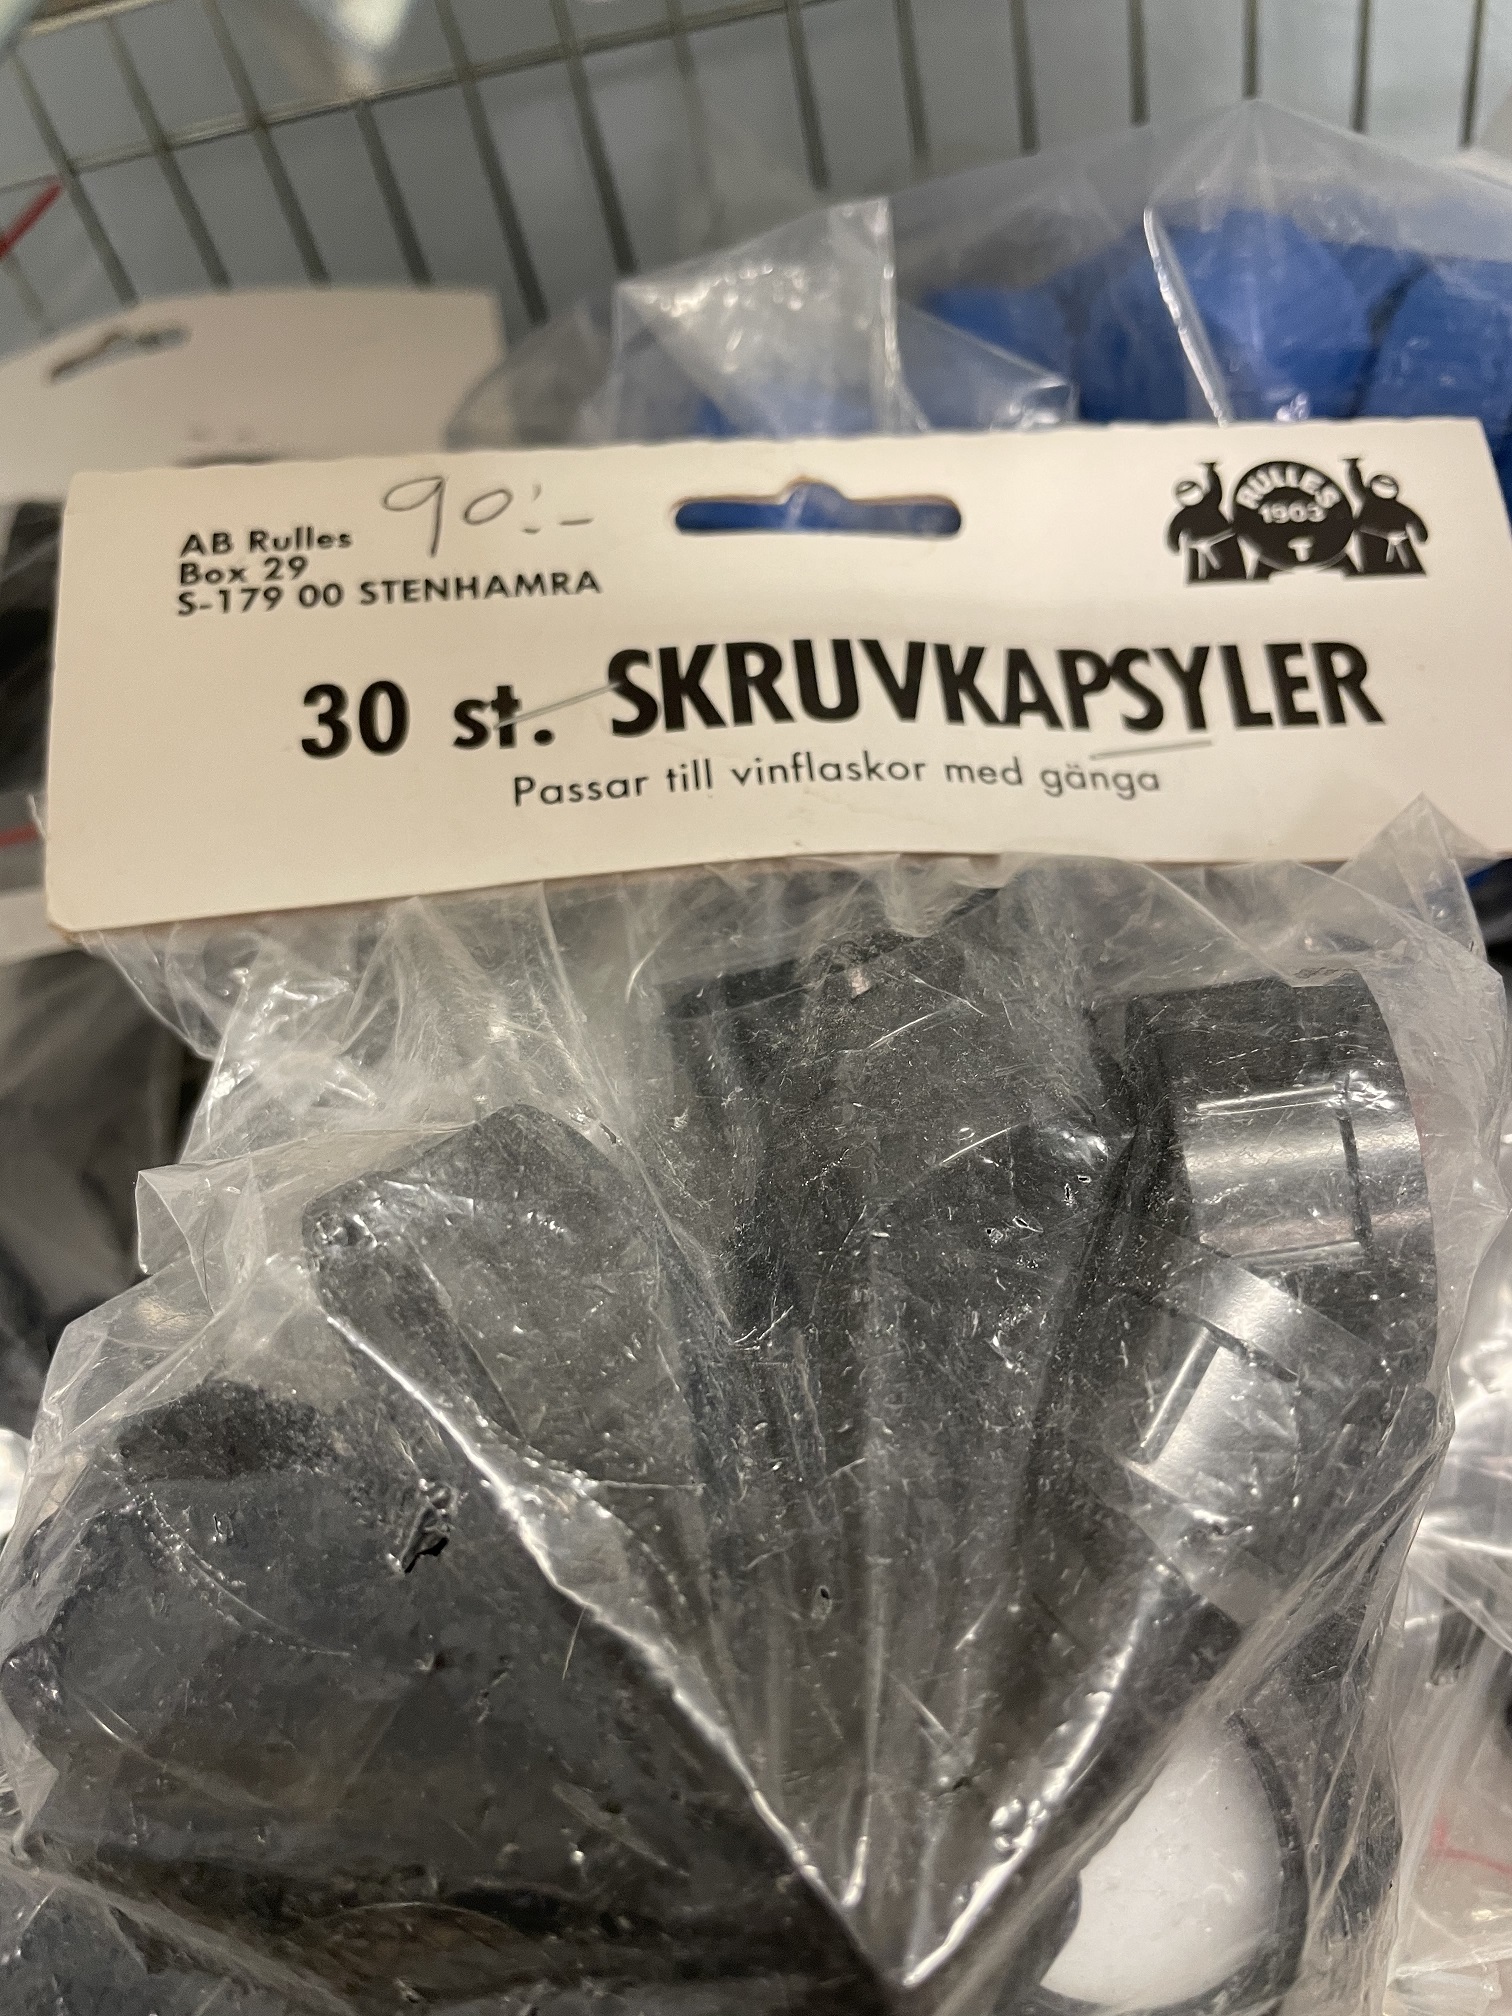 AB Rulles
90:-
Box 29
S-179 00 STENHAMRA
RULLES
1903
30 st. SKRUVKAPSYLER
Passar till vinflaskor med gänga